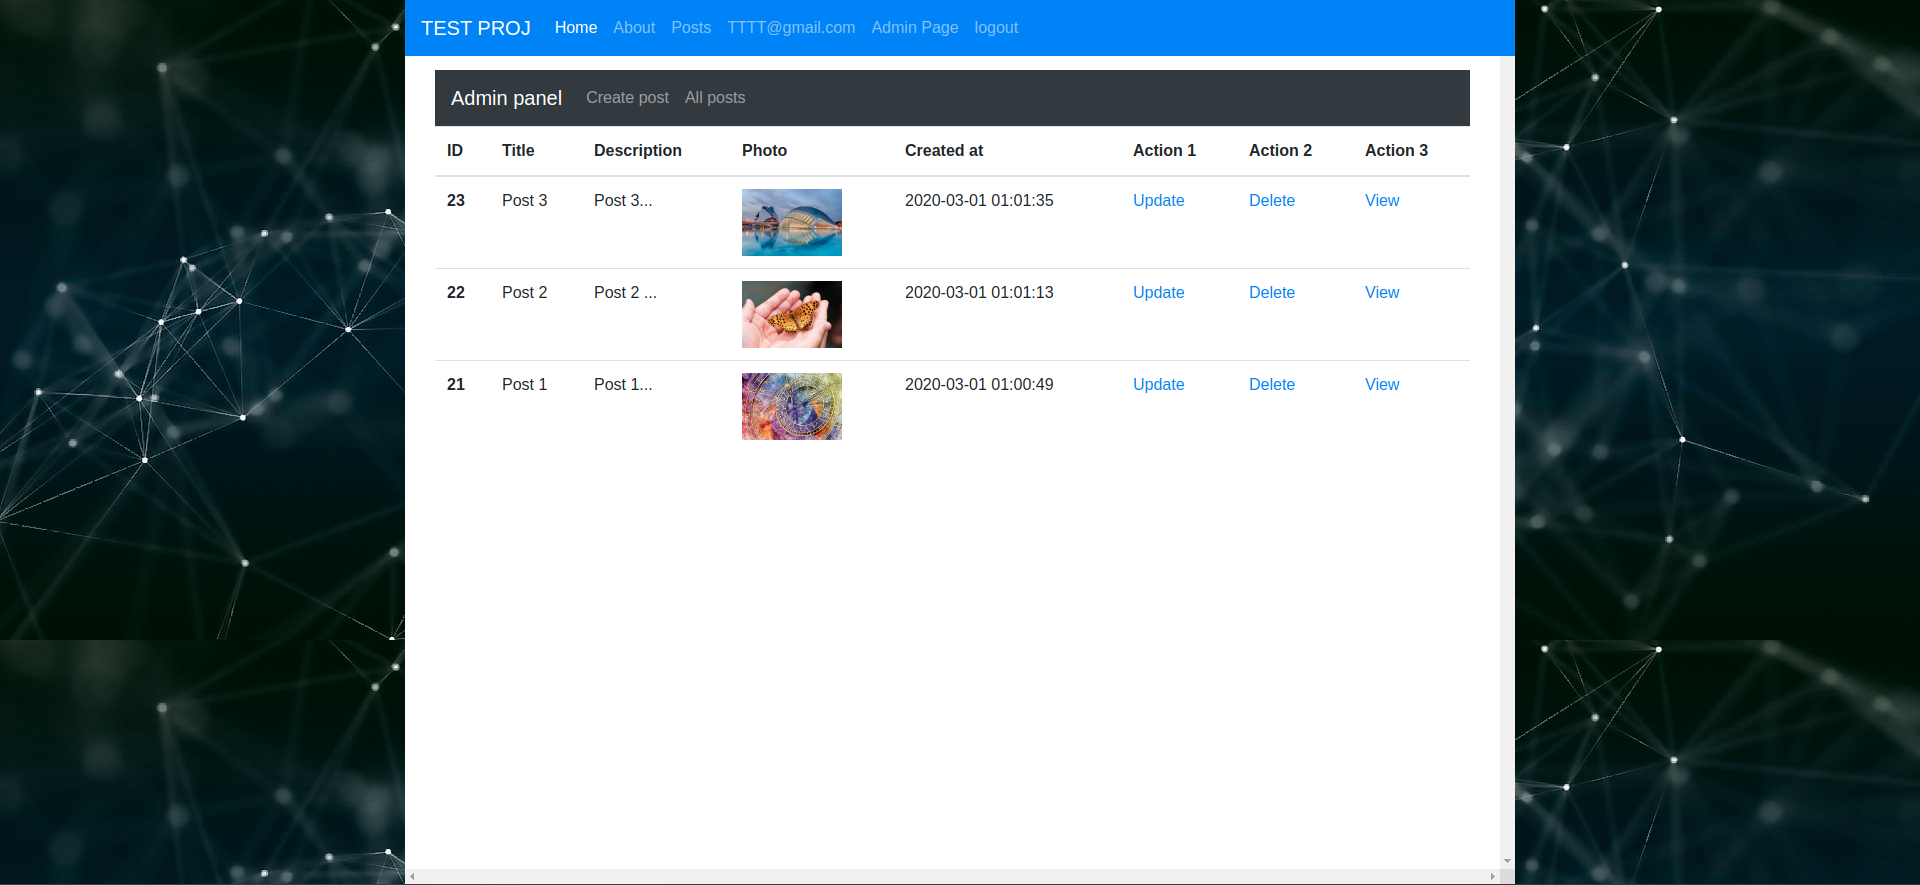 TEST PROJ Home About Posts TTTT@gmail.com Admin Page logout
Admin panel Create post All posts
ID Title Description Photo Created at Action 1 Action 2 Action 3
23 Post 3 Post 3... 2020-03-01 01:01:35 Update Delete View
22 Post 2 Post 2 ... 2020-03-01 01:01:13 Update Delete View
21 Post 1 Post 1... 2020-03-01 01:00:49 Update Delete View